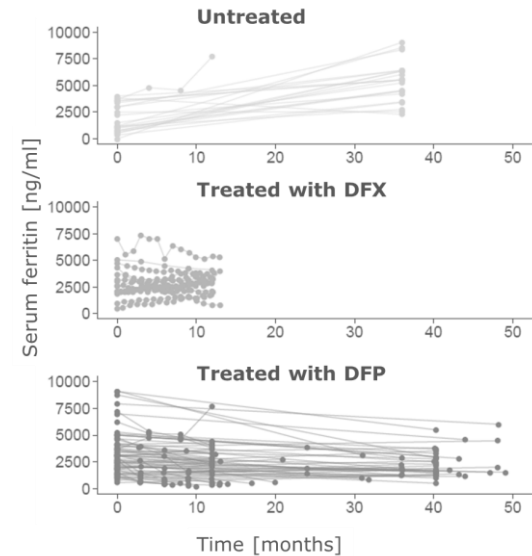 Untreated
10000
7500
5000
2500
0
0 10 20 30 40 50
Serum ferritin [ng/ml]
Treated with DFX
10000
7500
5000
2500
0
0 10 20 30 40 50
Treated with DFP
10000
7500
5000
2500
0
0 10 20 30 40 50
Time [months]